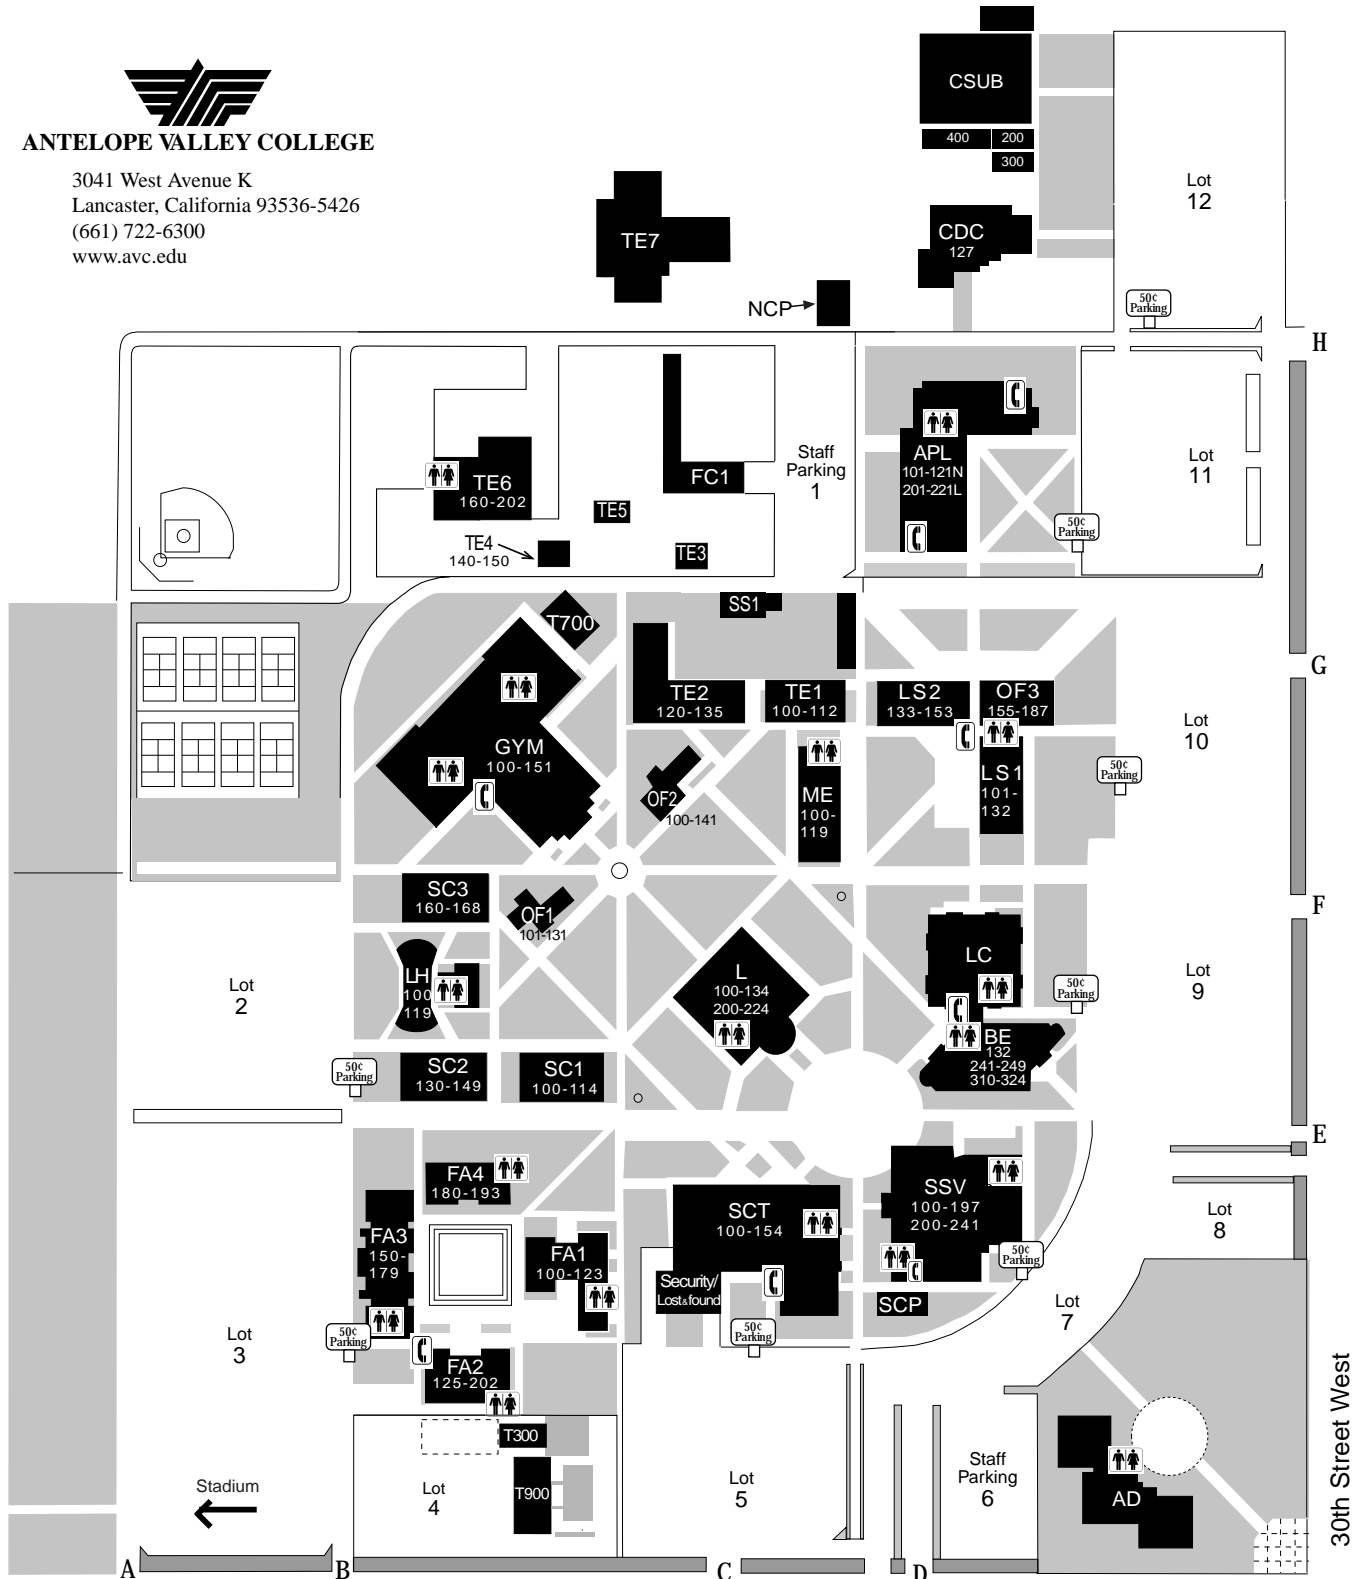 ANTELOPE VALLEY COLLEGE
3041 West Avenue K
Lancaster, California 93536-5426
(661) 722-6300
www.avc.edu
CSUB
400
200
300
Lot
12
TE7
CDC
127
NCP
50¢
Parking
H
Staff
Parking
1
APL
101-121N
201-221L
Lot
11
FC1
TE6
160-202
TE5
50¢
Parking
TE4
140-150
TE3
SS1
T700
G
TE2
120-135
TE1
100-112
LS2
133-153
OF3
155-187
Lot
10
GYM
100-151
50¢
Parking
LS1
101-
132
OF2
100-141
ME
100-
119
SC3
160-168
OF1
101-131
F
LH
100
119
L
100-134
200-224
LC
Lot
2
50¢
Parking
Lot
9
BE
132
241-249
310-324
50¢
Parking
SC2
130-149
SC1
100-114
E
FA4
180-193
SSV
100-197
200-241
SCT
100-154
Lot
8
FA3
150-
179
FA1
100-123
50¢
Parking
Security/
Lost&found
SCP
Lot
7
50¢
Parking
50¢
Parking
Lot
3
FA2
125-202
30th Street West
T300
Stadium
Lot
4
T900
Lot
5
Staff
Parking
6
AD
A
B
C
D